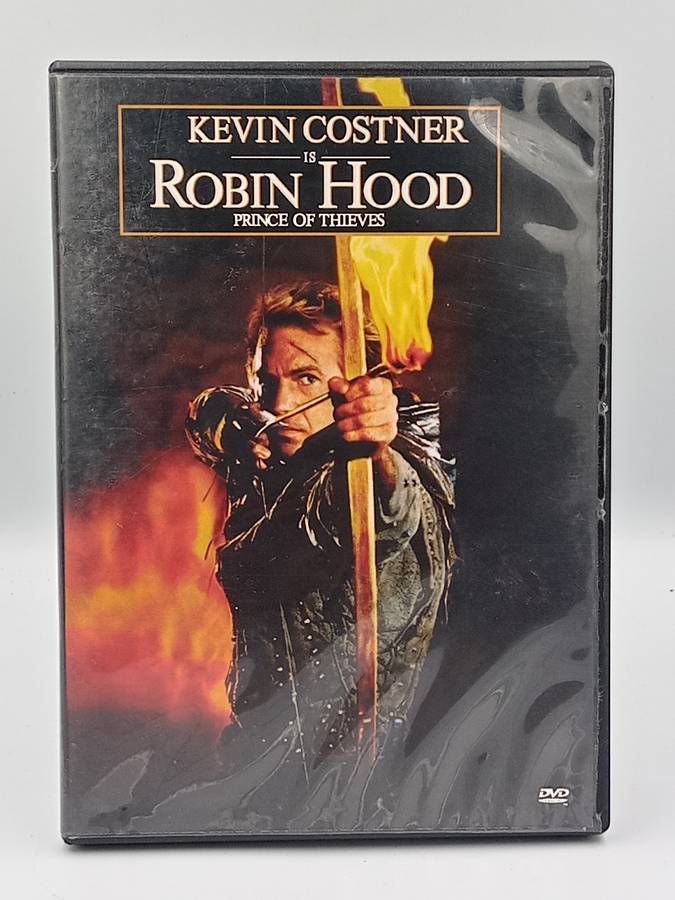 KEVIN COSTNER
IS
ROBIN HOOD
PRINCE OF THIEVES
DVD